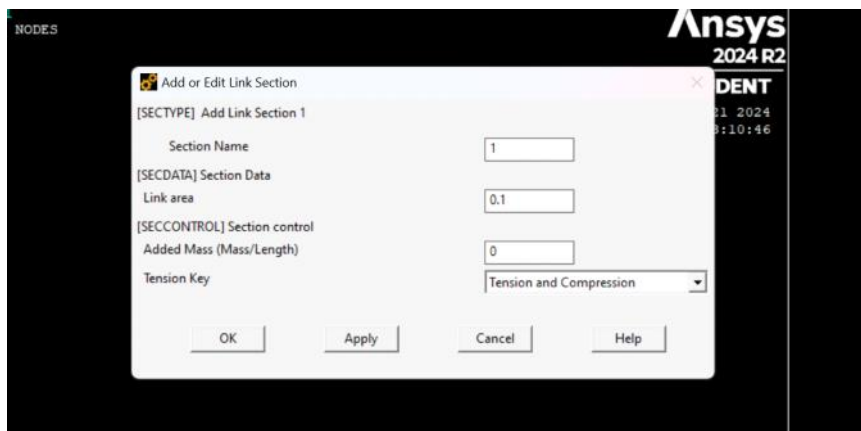 NODES
Ansys
2024 R2
Add or Edit Link Section
DENT
[SECTYPE] Add Link Section 1
21 2024
:10:46
Section Name
1
[SECDATA] Section Data
Link area
0.1
[SECCONTROL] Section control
Added Mass (Mass/Length)
0
Tension Key
Tension and Compression
OK
Apply
Cancel
Help